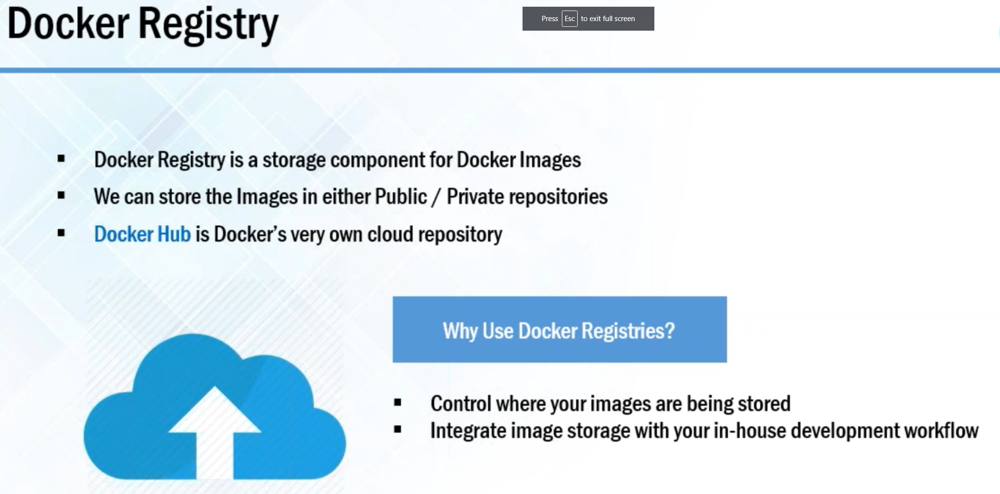 Docker Registry
Press Esc to exit full screen
▪ Docker Registry is a storage component for Docker Images
▪ We can store the Images in either Public / Private repositories
▪ Docker Hub is Docker’s very own cloud repository
Why Use Docker Registries?
▪ Control where your images are being stored
▪ Integrate image storage with your in-house development workflow